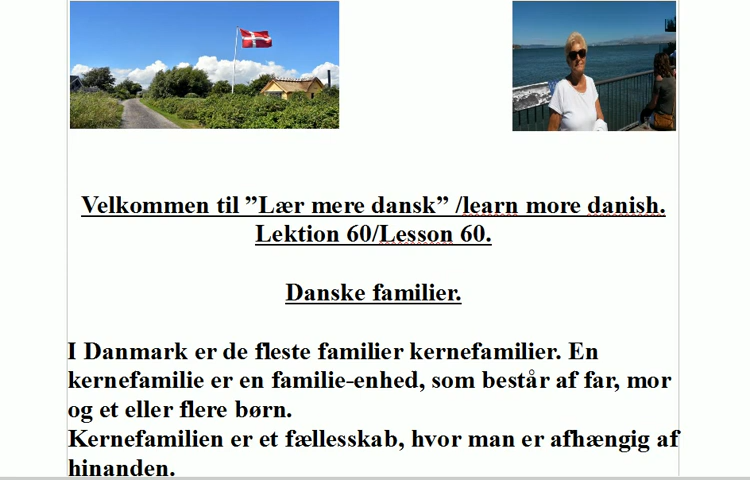 Velkommen til ”Lær mere dansk” /learn more danish.
Lektion 60/Lesson 60.
Danske familier.
I Danmark er de fleste familier kernefamilier. En
kernefamilie er en familie-enhed, som består af far, mor
og et eller flere børn.
Kernefamilien er et fællesskab, hvor man er afhængig af
hinanden.